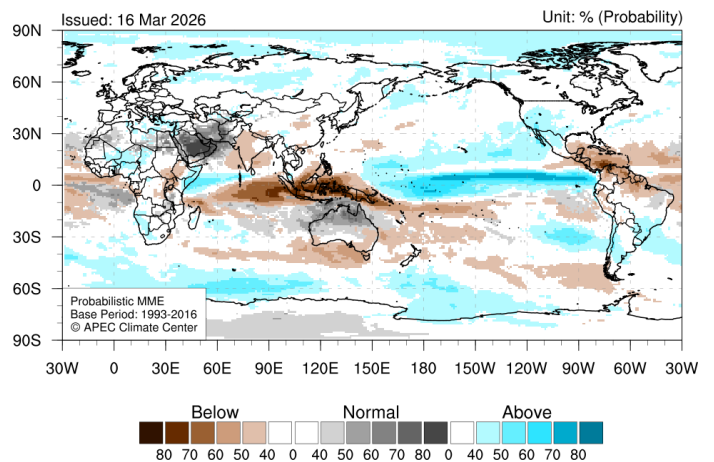 Issued: 16 Mar 2026
Unit: % (Probability)
90N
60N
30N
0
30S
60S
90S
Probabilistic MME
Base Period: 1993-2016
© APEC Climate Center
30W 0 30E 60E 90E 120E 150E 180 150W 120W 90W 60W 30W
Below Normal Above
80 70 60 50 40 0 40 50 60 70 80 0 40 50 60 70 80